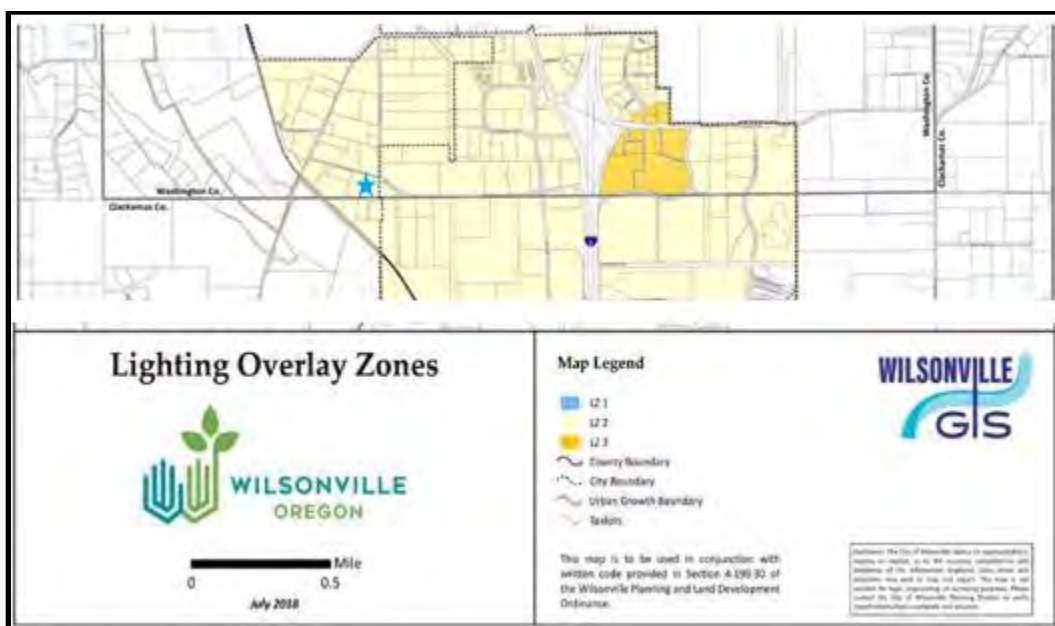 Washington Co.
Clackamas Co.
Washington Co.
Clackamas Co.
Lighting Overlay Zones
WILSONVILLE
OREGON
Mile
0 0.5
July 2018
Map Legend
LZ 1
LZ 2
LZ 3
County Boundary
City Boundary
Urban Growth Boundary
Taxlots
This map is to be used in conjunction with
written code provided in Section 4.199.30 of
the Wilsonville Planning and Land Development
Ordinance.
WILSONVILLE
GIS